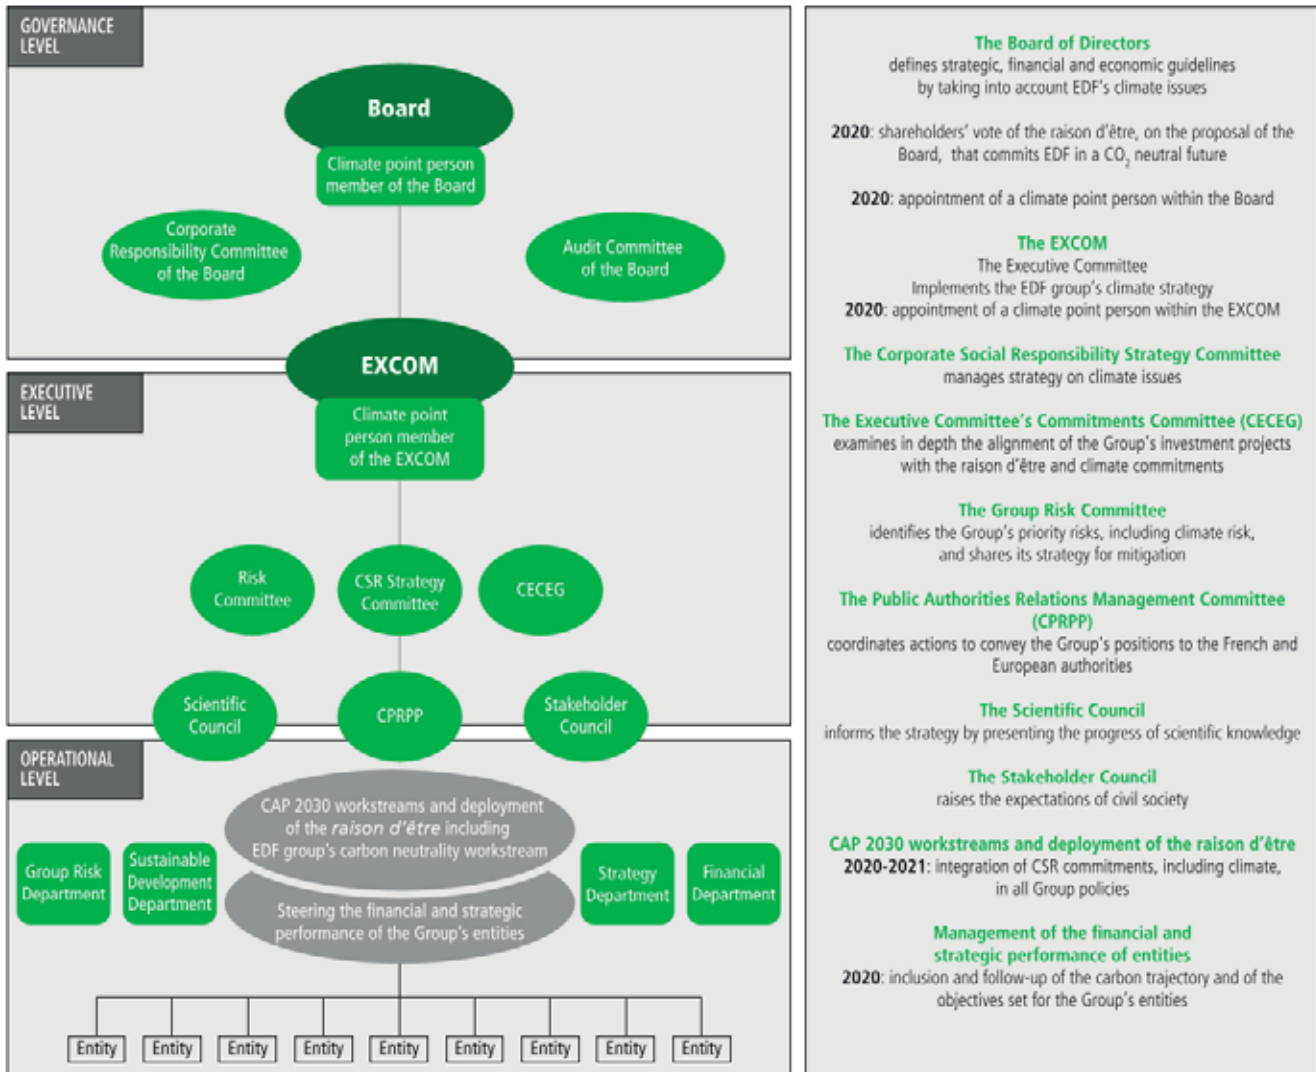 GOVERNANCE
LEVEL
Board
Climate point person
member of the Board
Corporate
Responsibility Committee
of the Board
Audit Committee
of the Board
EXCOM
EXECUTIVE
LEVEL
Climate point
person member
of the EXCOM
Risk
Committee
CSR Strategy
Committee
CECEG
Scientific
Council
CPRPP
Stakeholder
Council
OPERATIONAL
LEVEL
CAP 2030 workstreams and deployment
of the raison d'être including
EDF group's carbon neutrality workstream
Group Risk
Department
Sustainable
Development
Department
Steering the financial and strategic
performance of the Group's entities
Strategy
Department
Financial
Department
Entity
Entity
Entity
Entity
Entity
Entity
Entity
Entity
Entity
The Board of Directors
defines strategic, financial and economic guidelines
by taking into account EDF's climate issues
2020: shareholders' vote of the raison d'être, on the proposal of the
Board, that commits EDF in a CO₂ neutral future
2020: appointment of a climate point person within the Board
The EXCOM
The Executive Committee
Implements the EDF group's climate strategy
2020: appointment of a climate point person within the EXCOM
The Corporate Social Responsibility Strategy Committee
manages strategy on climate issues
The Executive Committee's Commitments Committee (CECEG)
examines in depth the alignment of the Group's investment projects
with the raison d'être and climate commitments
The Group Risk Committee
identifies the Group's priority risks, including climate risk,
and shares its strategy for mitigation
The Public Authorities Relations Management Committee
(CPRPP)
coordinates actions to convey the Group's positions to the French and
European authorities
The Scientific Council
informs the strategy by presenting the progress of scientific knowledge
The Stakeholder Council
raises the expectations of civil society
CAP 2030 workstreams and deployment of the raison d'être
2020-2021: integration of CSR commitments, including climate,
in all Group policies
Management of the financial and
strategic performance of entities
2020: inclusion and follow-up of the carbon trajectory and of the
objectives set for the Group's entities